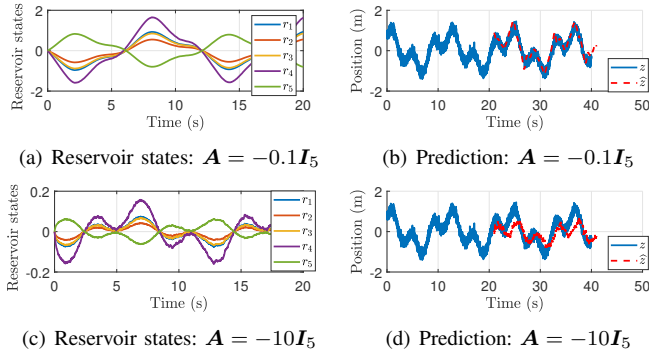 2
0
-2
Reservoir states
0
5
10
15
20
Time (s)
r₁
r₂
r₃
r₄
r₅
(a) Reservoir states: A = −0.1I₅
2
0
-2
Position (m)
0
10
20
30
40
50
Time (s)
z
ẑ
(b) Prediction: A = −0.1I₅
0.2
0
-0.2
Reservoir states
0
5
10
15
20
Time (s)
r₁
r₂
r₃
r₄
r₅
(c) Reservoir states: A = −10I₅
2
0
-2
Position (m)
0
10
20
30
40
50
Time (s)
z
ẑ
(d) Prediction: A = −10I₅